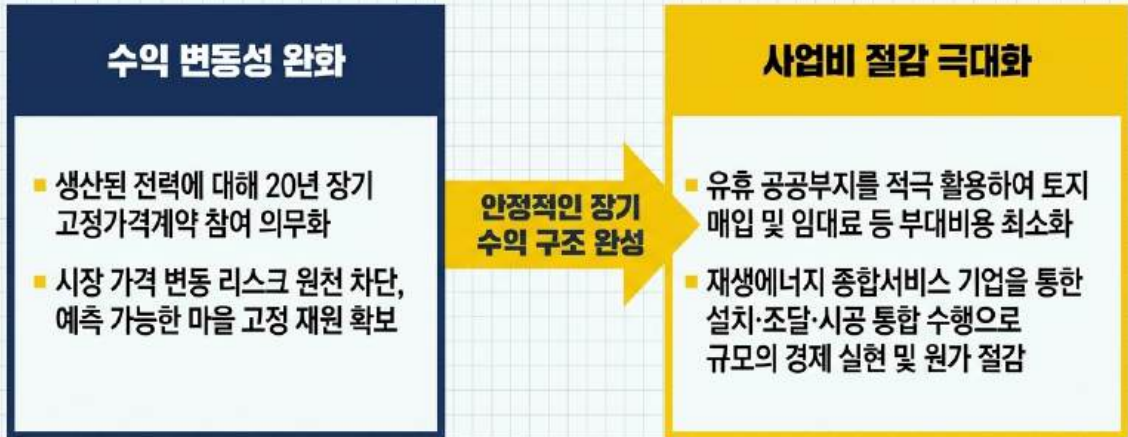 수익 변동성 완화
■ 생산된 전력에 대해 20년 장기
고정가격계약 참여 의무화
■ 시장 가격 변동 리스크 원천 차단,
예측 가능한 마을 고정 재원 확보
안정적인 장기
수익 구조 완성
사업비 절감 극대화
■ 유휴 공공부지를 적극 활용하여 토지
매입 및 임대료 등 부대비용 최소화
■ 재생에너지 종합서비스 기업을 통한
설치·조달·시공 통합 수행으로
규모의 경제 실현 및 원가 절감